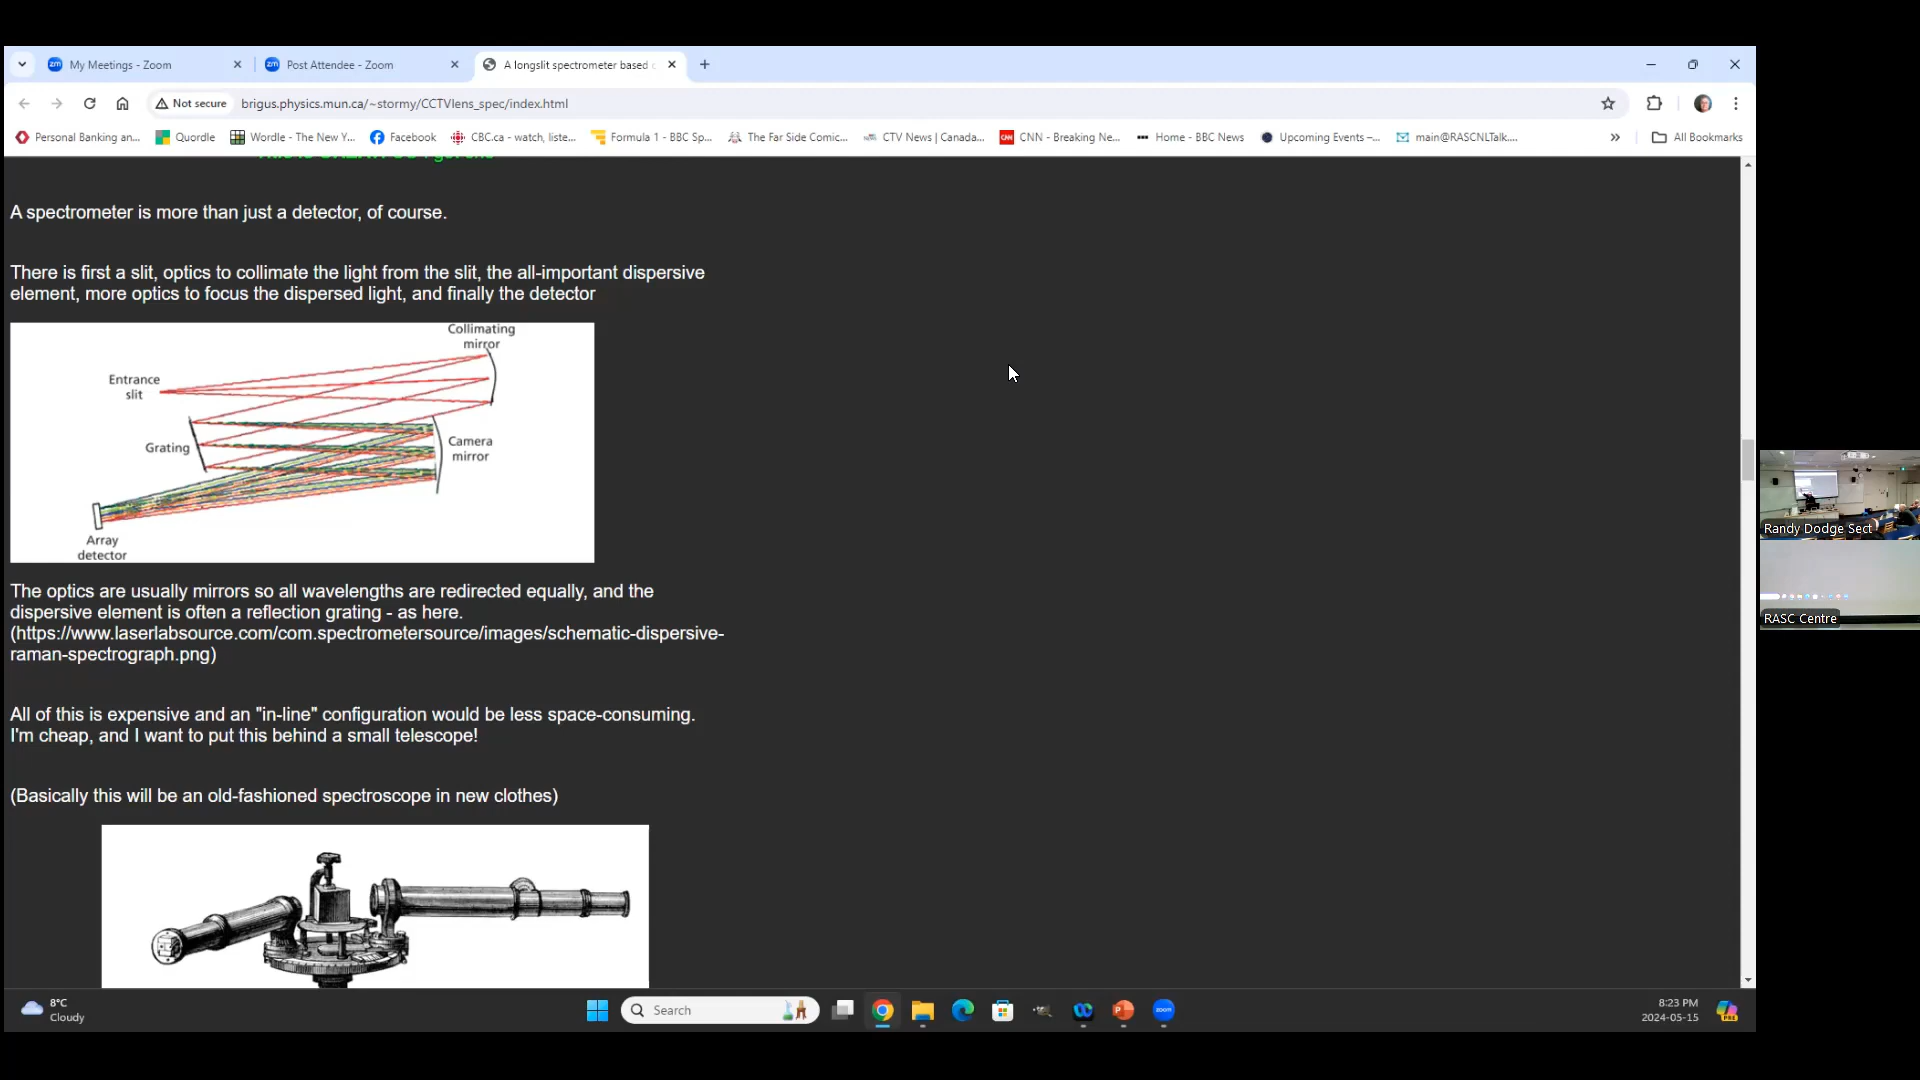 My Meetings - Zoom
Post Attendee - Zoom
A longslit spectrometer based
Not secure
brigus.physics.mun.ca/~stormy/CCTVlens_spec/index.html
Personal Banking an...
Quordle
Wordle - The New Y...
Facebook
CBC.ca - watch, liste...
Formula 1 - BBC Sp...
The Far Side Comic...
CTV News | Canada...
CNN - Breaking Ne...
Home - BBC News
Upcoming Events –...
main@RASCNLTalk....
»
All Bookmarks
A spectrometer is more than just a detector, of course.
There is first a slit, optics to collimate the light from the slit, the all-important dispersive
element, more optics to focus the dispersed light, and finally the detector
Collimating
mirror
Entrance
slit
Grating
Camera
mirror
Array
detector
The optics are usually mirrors so all wavelengths are redirected equally, and the
dispersive element is often a reflection grating - as here.
(https://www.laserlabsource.com/com.spectrometersource/images/schematic-dispersive-
raman-spectrograph.png)
All of this is expensive and an "in-line" configuration would be less space-consuming.
I'm cheap, and I want to put this behind a small telescope!
(Basically this will be an old-fashioned spectroscope in new clothes)
Randy Dodge Sect
RASC Centre
8°C
Cloudy
Search
8:23 PM
2024-05-15